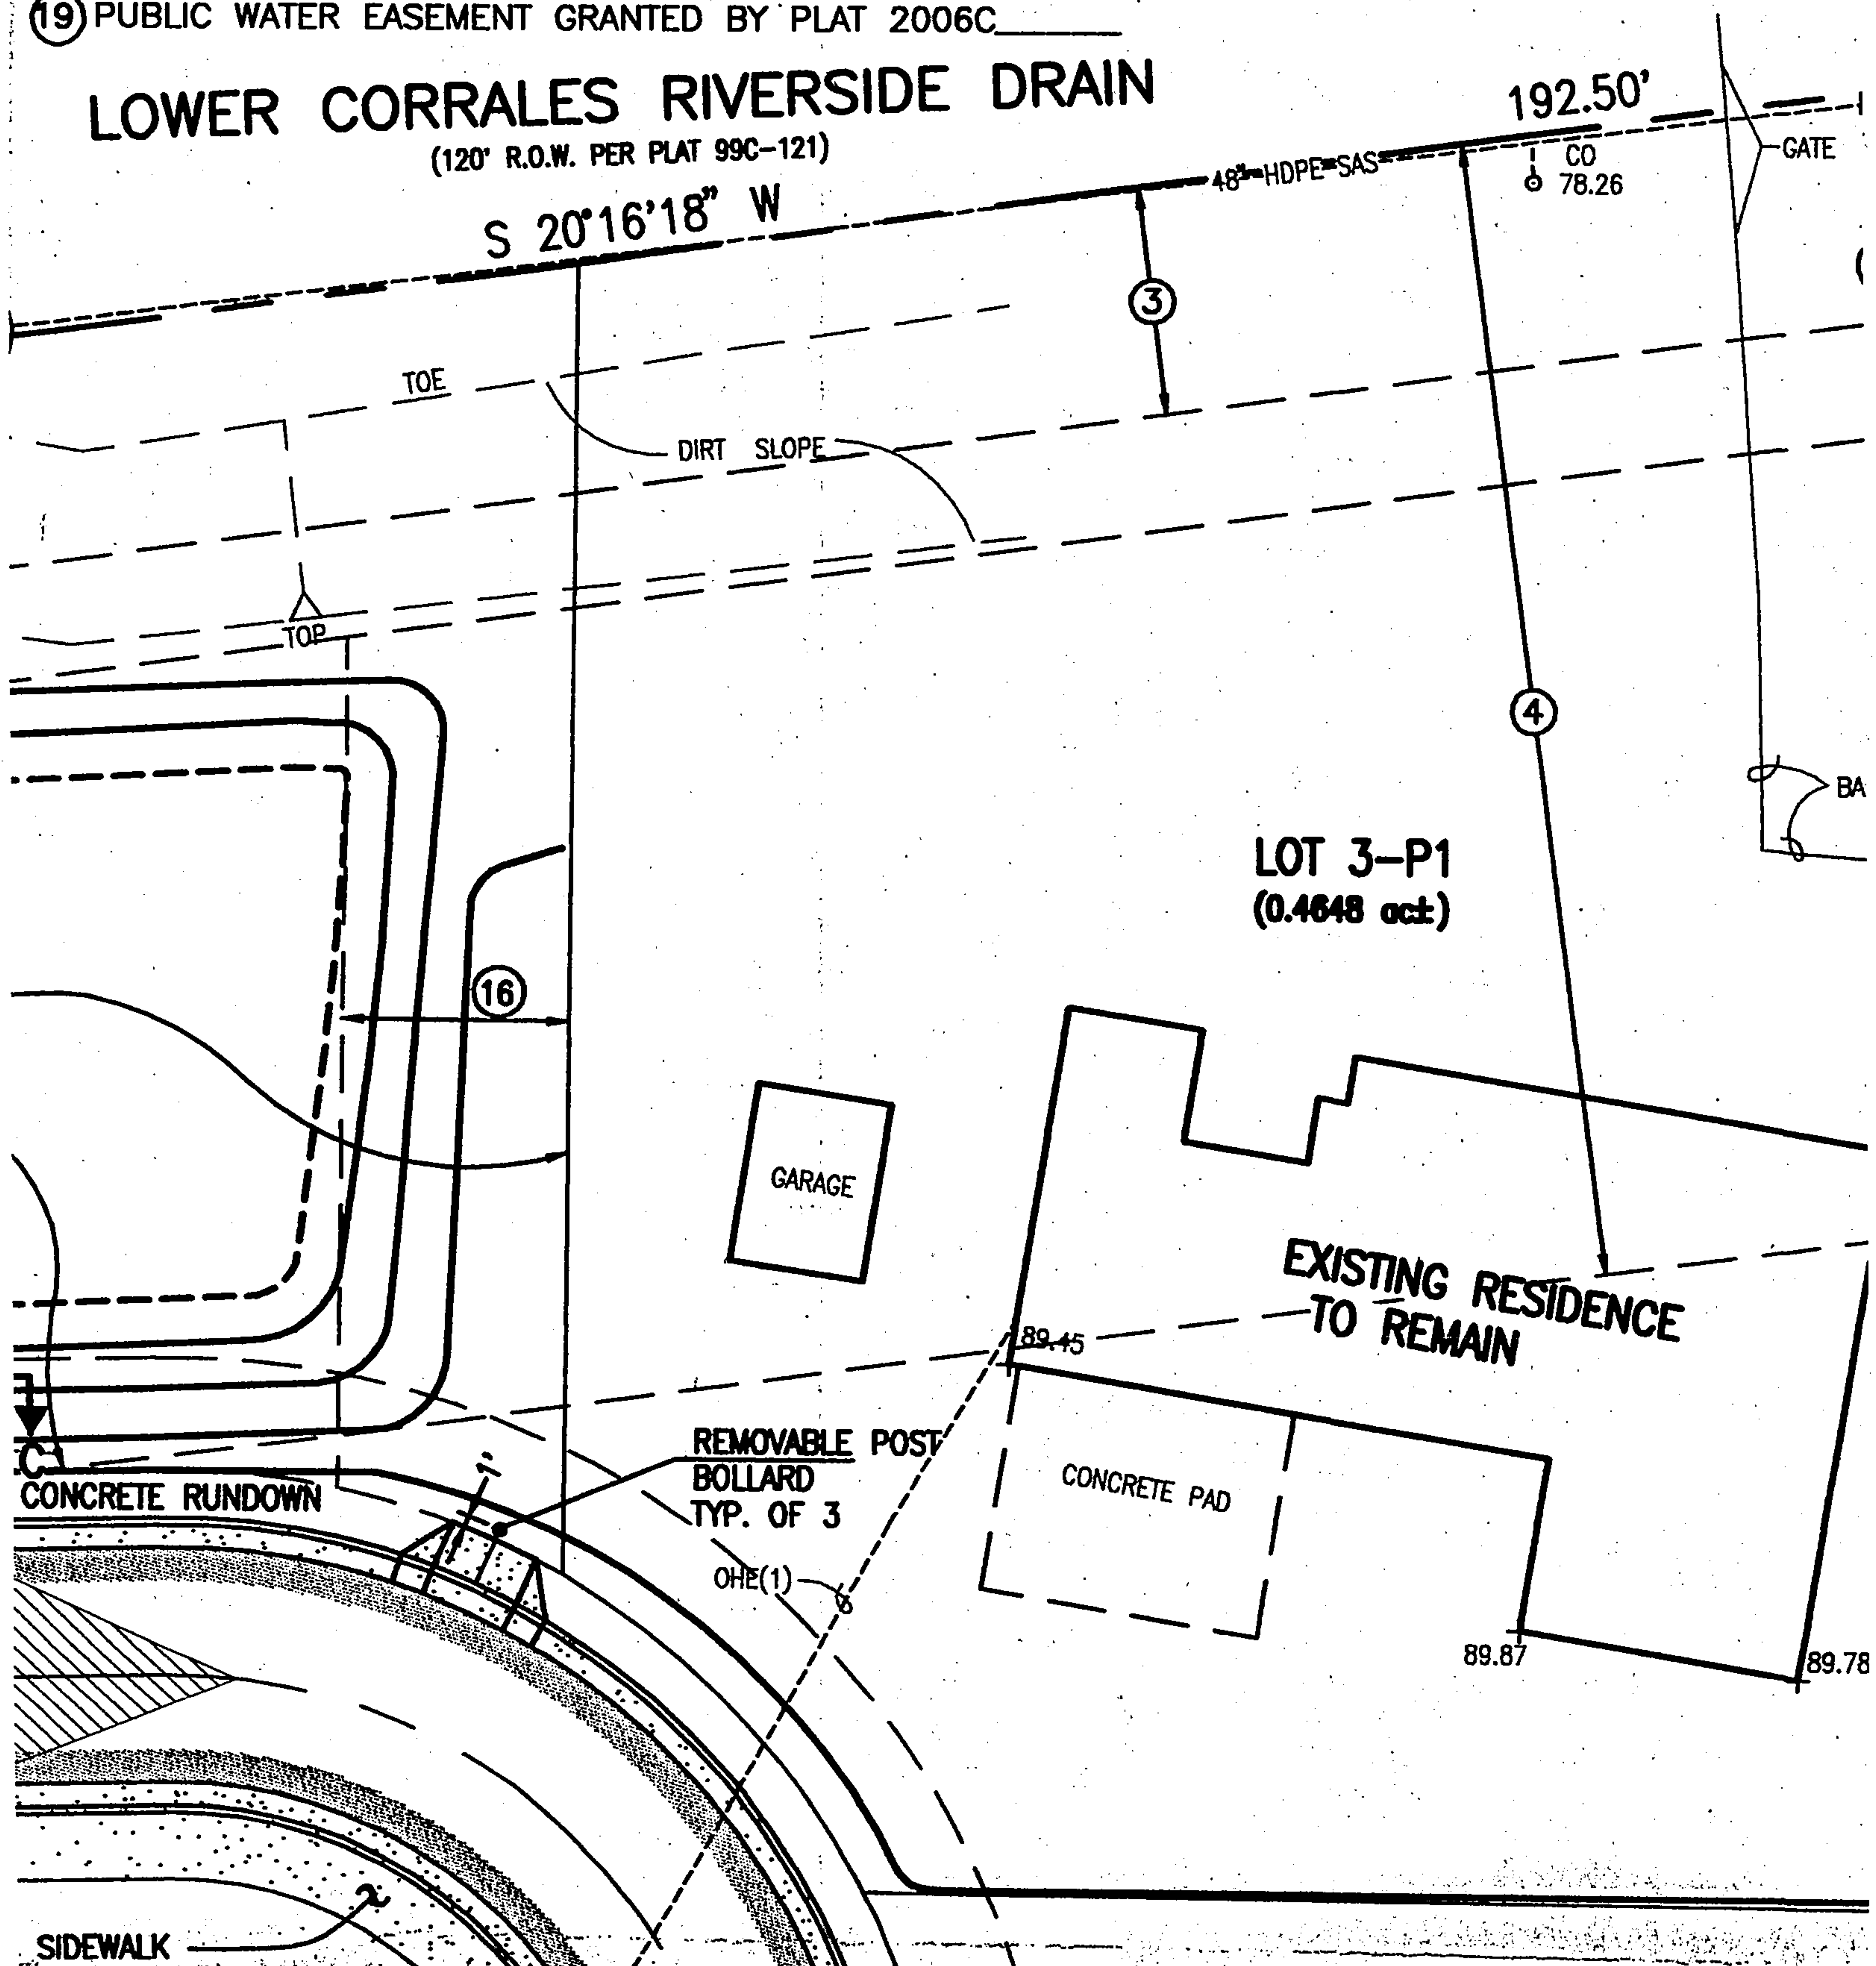 19 PUBLIC WATER EASEMENT GRANTED BY PLAT 2006C______
LOWER CORRALES RIVERSIDE DRAIN
(120' R.O.W. PER PLAT 99C-121)
192.50'
GATE
48"-HDPE-SAS
CO
78.26
S 20°16'18" W
3
TOE
DIRT SLOPE
TOP
4
BA
LOT 3-P1
(0.4648 ac±)
16
GARAGE
EXISTING RESIDENCE
TO REMAIN
89.45
REMOVABLE POST
BOLLARD
TYP. OF 3
1'
C
CONCRETE RUNDOWN
CONCRETE PAD
OHE(1)
89.87
89.78
SIDEWALK